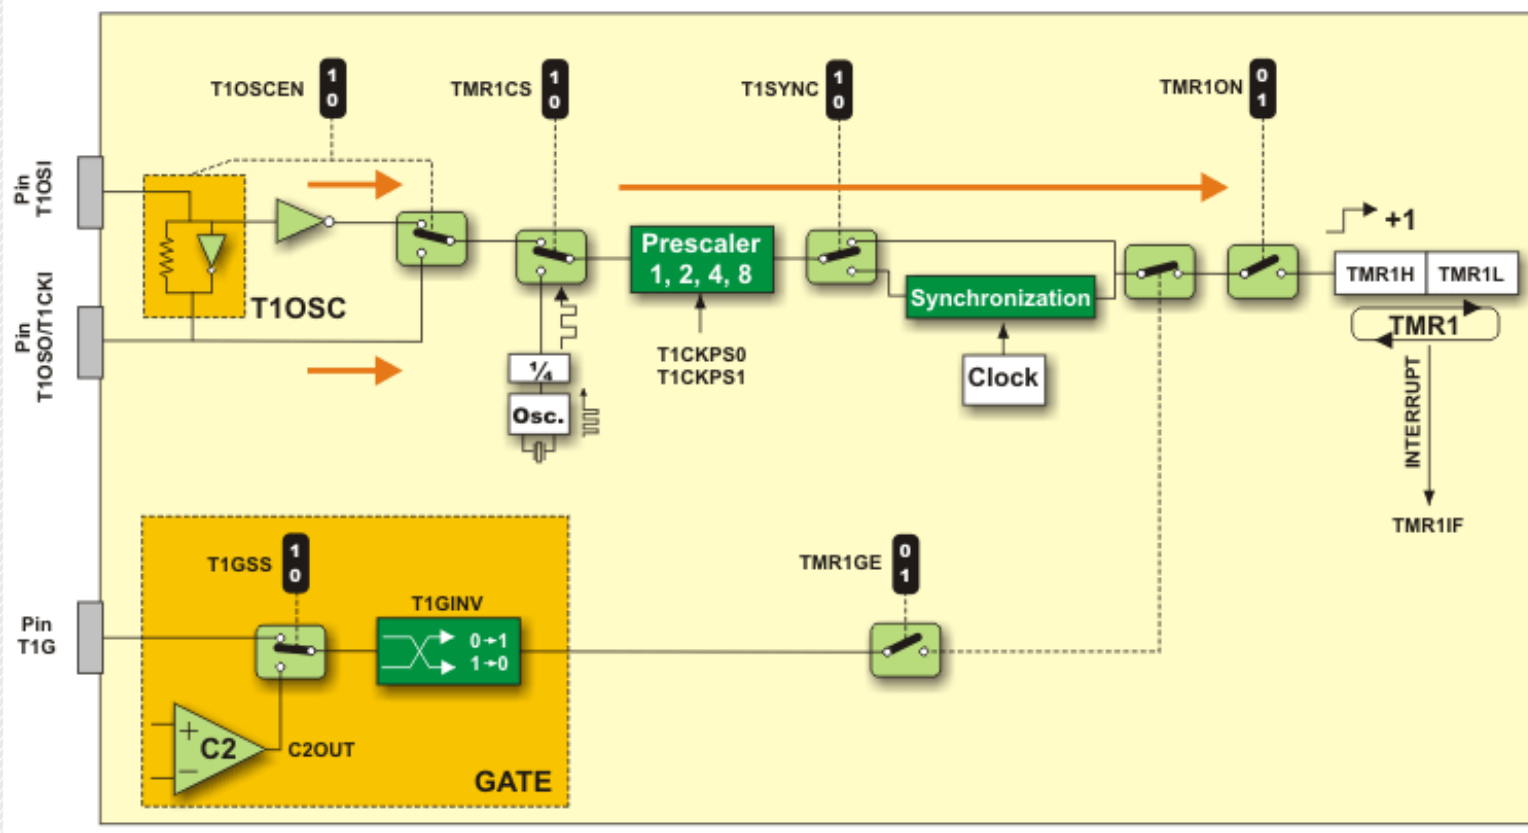 T1OSCEN
1
0
TMR1CS
1
0
T1SYNC
1
0
TMR1ON
0
1
Pin
T1OSI
T1OSC
Pin
T1OSO/T1CKI
Prescaler
1, 2, 4, 8
T1CKPS0
T1CKPS1
¼
Osc.
Synchronization
Clock
+1
TMR1H
TMR1L
TMR1
INTERRUPT
TMR1IF
T1GSS
1
0
T1GINV
0→1
1→0
TMR1GE
0
1
Pin
T1G
+
C2
−
C2OUT
GATE